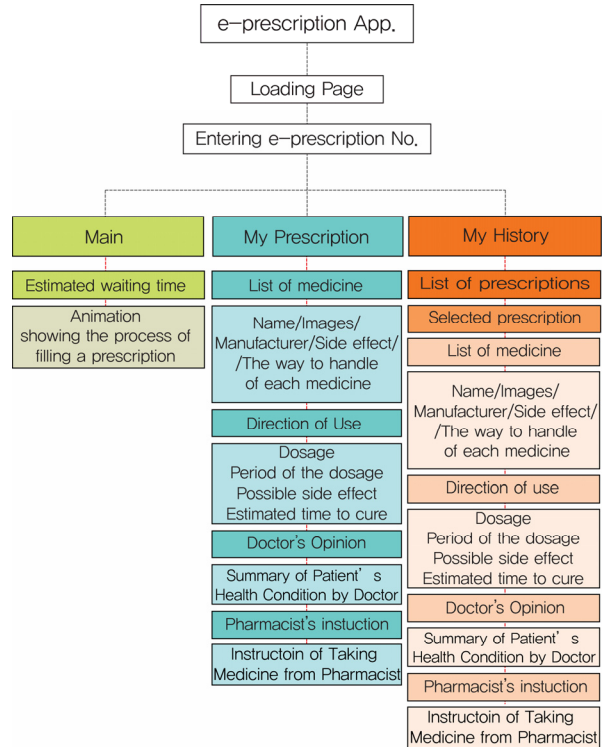 e-prescription App.
Loading Page
Entering e-prescription No.
Main
Estimated waiting time
Animation
showing the process of
filling a prescription
My Prescription
List of medicine
Name/Images/
Manufacturer/Side effect/
/The way to handle
of each medicine
Direction of Use
Dosage
Period of the dosage
Possible side effect
Estimated time to cure
Doctor's Opinion
Summary of Patient's
Health Condition by Doctor
Pharmacist's instuction
Instructoin of Taking
Medicine from Pharmacist
My History
List of prescriptions
Selected prescription
List of medicine
Name/Images/
Manufacturer/Side effect/
/The way to handle
of each medicine
Direction of use
Dosage
Period of the dosage
Possible side effect
Estimated time to cure
Doctor's Opinion
Summary of Patient's
Health Condition by Doctor
Pharmacist's instuction
Instructoin of Taking
Medicine from Pharmacist